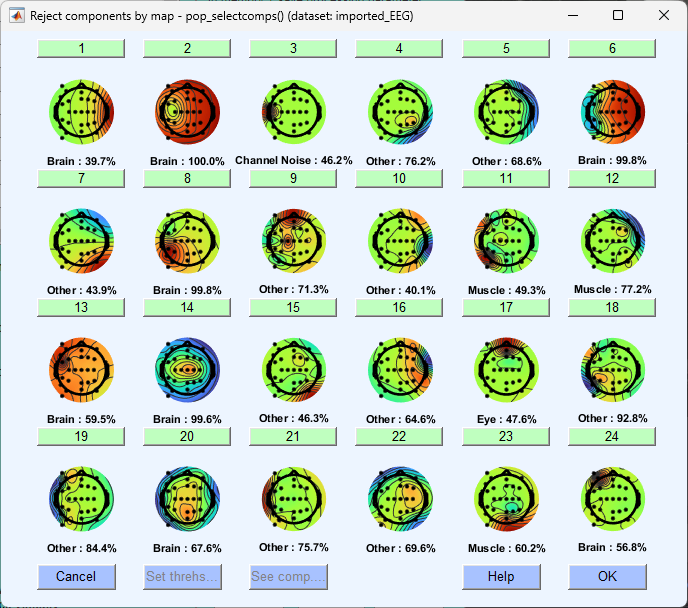 Reject components by map - pop_selectcomps() (dataset: imported_EEG)
1 2 3 4 5 6
Brain : 39.7% Brain : 100.0% Channel Noise : 46.2% Other : 76.2% Other : 68.6% Brain : 99.8%
7 8 9 10 11 12
Other : 43.9% Brain : 99.8% Other : 71.3% Other : 40.1% Muscle : 49.3% Muscle : 77.2%
13 14 15 16 17 18
Brain : 59.5% Brain : 99.6% Other : 46.3% Other : 64.6% Eye : 47.6% Other : 92.8%
19 20 21 22 23 24
Other : 84.4% Brain : 67.6% Other : 75.7% Other : 69.6% Muscle : 60.2% Brain : 56.8%
Cancel Set threhs... See comp.... Help OK